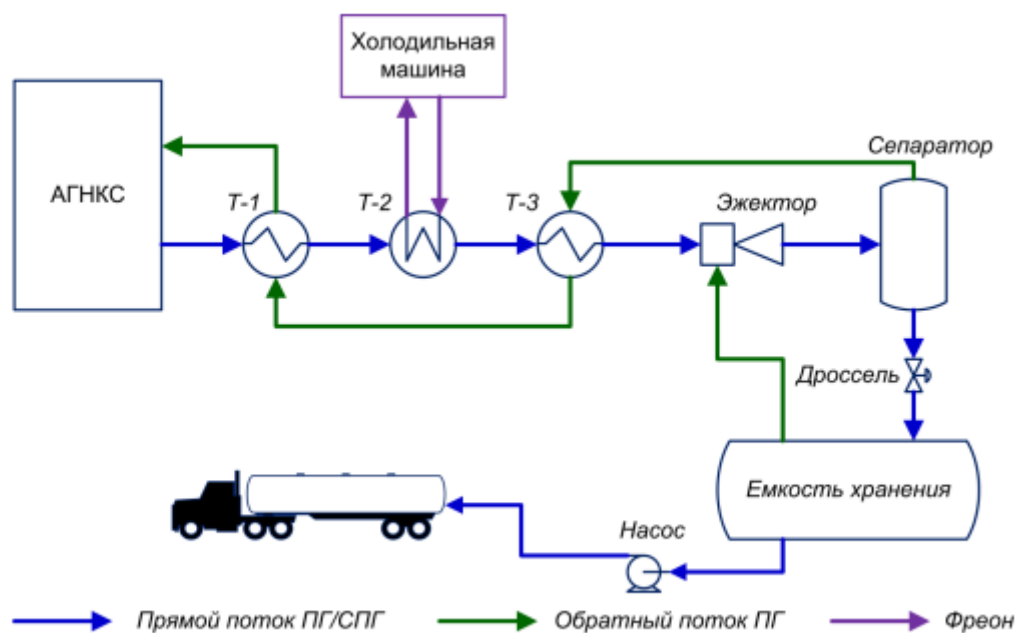 Холодильная
машина
Сепаратор
АГНКС
Т-1
Т-2
Т-3
Эжектор
Дроссель
Емкость хранения
Насос
Прямой поток ПГ/СПГ
Обратный поток ПГ
Фреон